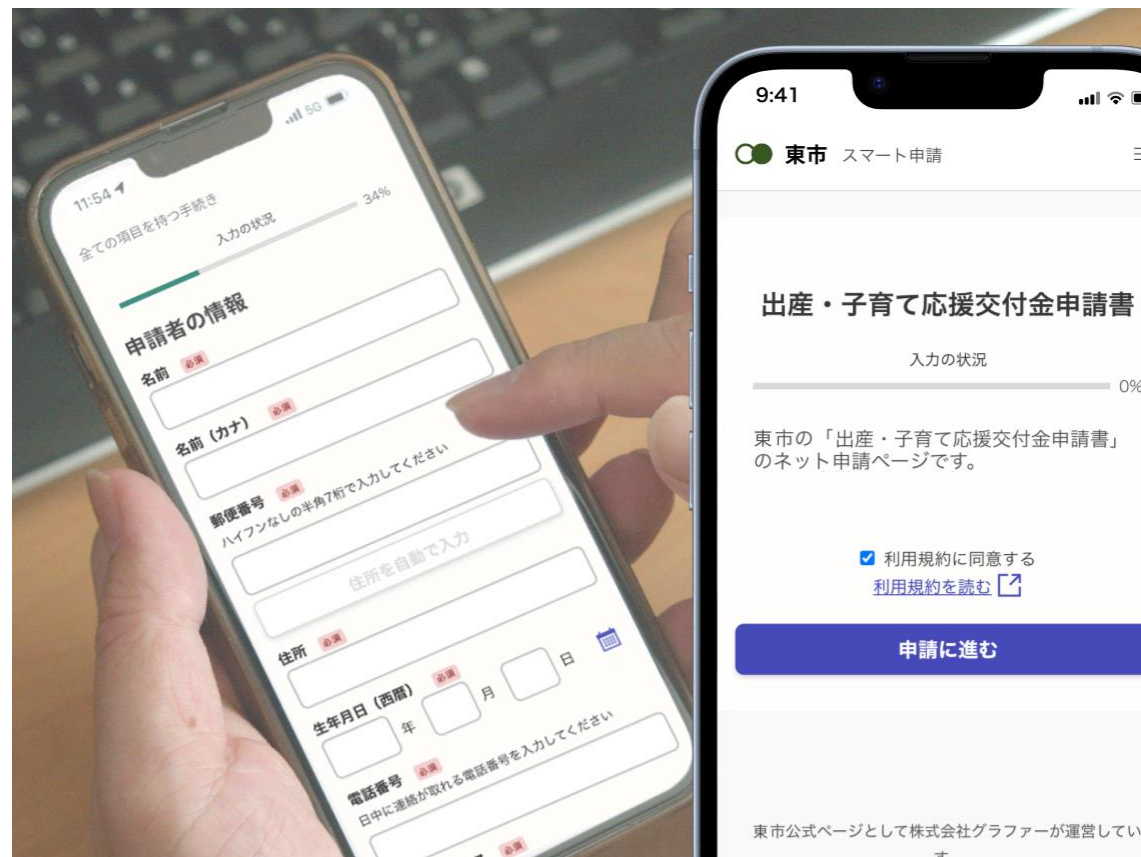 11:54
5G
全ての項目を持つ手続き
入力の状況
34%
申請者の情報
名前 必須
名前（カナ） 必須
郵便番号 必須
ハイフンなしの半角7桁で入力してください
住所を自動で入力
住所 必須
生年月日（西暦） 必須
年 月 日
電話番号 必須
日中に連絡が取れる電話番号を入力してください
必須
9:41
東市 スマート申請
出産・子育て応援交付金申請書
入力の状況
0%
東市の「出産・子育て応援交付金申請書」
のネット申請ページです。
利用規約に同意する
利用規約を読む
申請に進む
東市公式ページとして株式会社グラファーが運営してい
す